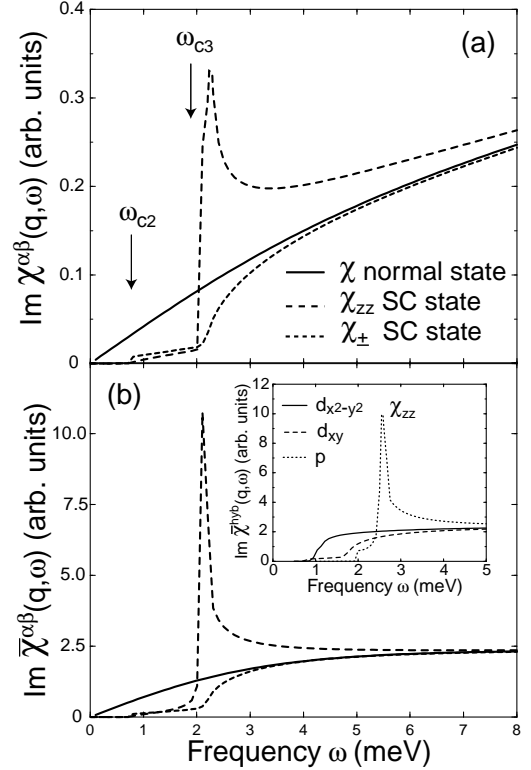 (a)
ω_c3
ω_c2
0.4
0.3
0.2
0.1
0
Im χ^αβ(q,ω) (arb. units)
χ normal state
χ_zz SC state
χ_± SC state
(b)
10.0
7.5
5.0
2.5
0
Im χ̅^αβ(q,ω) (arb. units)
0 1 2 3 4 5 6 7 8
Frequency ω (meV)
12
10
8
6
4
2
0
Im χ̅^hyb(q,ω) (arb. units)
d_x2-y2
d_xy
p
χ_zz
0 1 2 3 4 5
Frequency ω (meV)